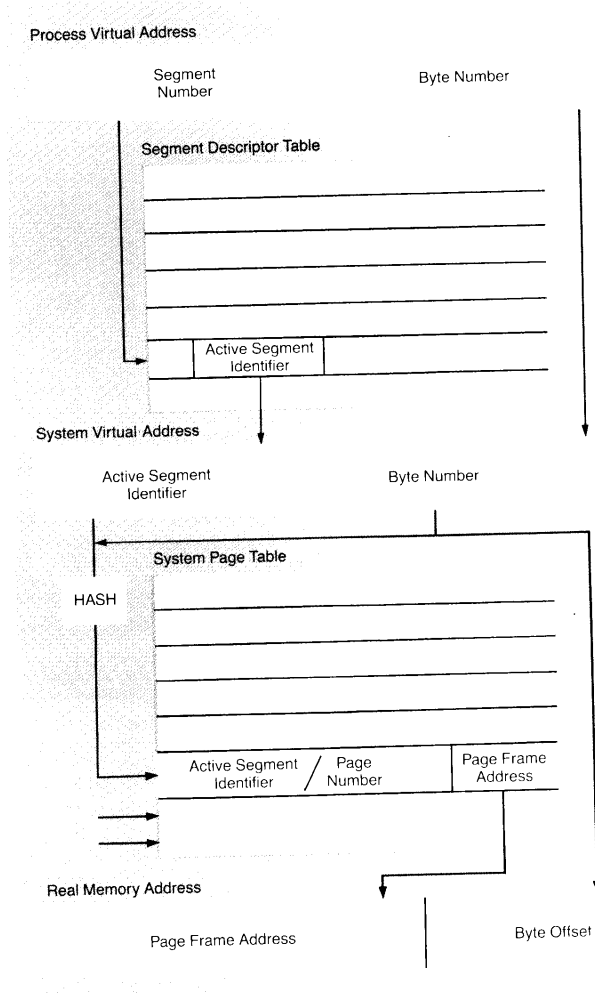 Process Virtual Address
Segment
Number
Byte Number
Segment Descriptor Table
Active Segment
Identifier
System Virtual Address
Active Segment
Identifier
Byte Number
System Page Table
HASH
Active Segment
Identifier
/
Page
Number
Page Frame
Address
Real Memory Address
Page Frame Address
Byte Offset